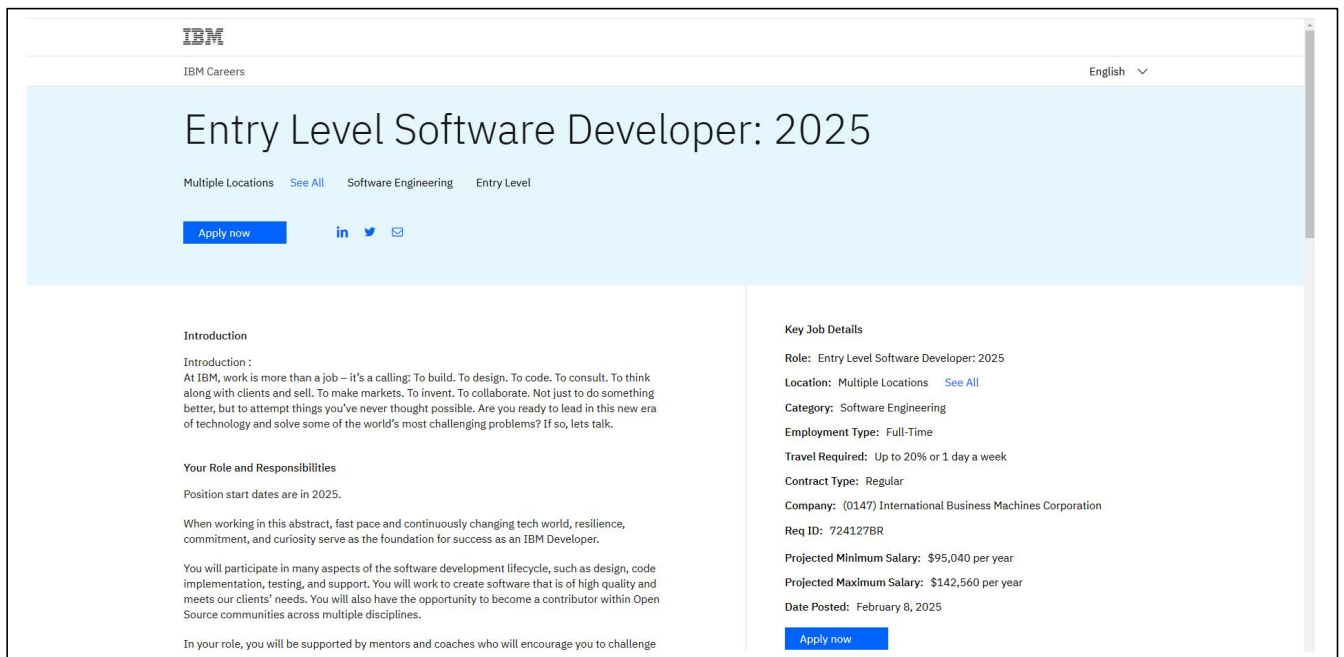 IBM
IBM Careers
English
Entry Level Software Developer: 2025
Multiple Locations See All Software Engineering Entry Level
Apply now
Introduction
Introduction :
At IBM, work is more than a job – it's a calling: To build. To design. To code. To consult. To think
along with clients and sell. To make markets. To invent. To collaborate. Not just to do something
better, but to attempt things you've never thought possible. Are you ready to lead in this new era
of technology and solve some of the world's most challenging problems? If so, lets talk.
Your Role and Responsibilities
Position start dates are in 2025.
When working in this abstract, fast pace and continuously changing tech world, resilience,
commitment, and curiosity serve as the foundation for success as an IBM Developer.
You will participate in many aspects of the software development lifecycle, such as design, code
implementation, testing, and support. You will work to create software that is of high quality and
meets our clients' needs. You will also have the opportunity to become a contributor within Open
Source communities across multiple disciplines.
In your role, you will be supported by mentors and coaches who will encourage you to challenge
Key Job Details
Role: Entry Level Software Developer: 2025
Location: Multiple Locations See All
Category: Software Engineering
Employment Type: Full-Time
Travel Required: Up to 20% or 1 day a week
Contract Type: Regular
Company: (0147) International Business Machines Corporation
Req ID: 724127BR
Projected Minimum Salary: $95,040 per year
Projected Maximum Salary: $142,560 per year
Date Posted: February 8, 2025
Apply now